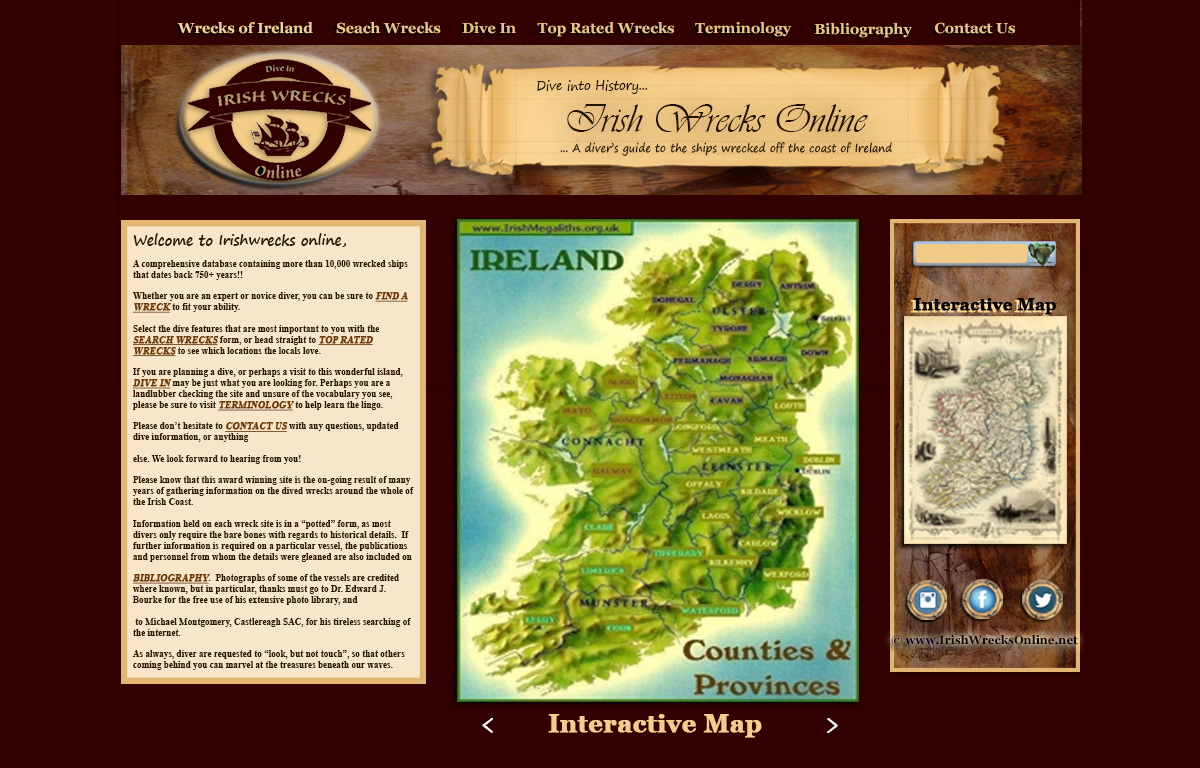 Wrecks of Ireland
Seach Wrecks
Dive In
Top Rated Wrecks
Terminology
Bibliography
Contact Us
Dive In
IRISH WRECKS
Online
Dive into History...
Irish Wrecks Online
... A diver's guide to the ships wrecked off the coast of Ireland
Welcome to Irishwrecks online,
A comprehensive database containing more than 10,000 wrecked ships
that dates back 750+ years!!
Whether you are an expert or novice diver, you can be sure to FIND A
WRECK to fit your ability.
Select the dive features that are most important to you with the
SEARCH WRECKS form, or head straight to TOP RATED
WRECKS to see which locations the locals love.
If you are planning a dive, or perhaps a visit to this wonderful island,
DIVE IN may be just what you are looking for. Perhaps you are a
landlubber checking the site and unsure of the vocabulary you see,
please be sure to visit TERMINOLOGY to help learn the lingo.
Please don't hesitate to CONTACT US with any questions, updated
dive information, or anything
else. We look forward to hearing from you!
Please know that this award winning site is the on-going result of many
years of gathering information on the dived wrecks around the whole of
the Irish Coast.
Information held on each wreck site is in a “potted” form, as most
divers only require the bare bones with regards to historical details. If
further information is required on a particular vessel, the publications
and personnel from whom the details were gleaned are also included on
BIBLIOGRAPHY. Photographs of some of the vessels are credited
where known, but in particular, thanks must go to Dr. Edward J.
Bourke for the free use of his extensive photo library, and
to Michael Montgomery, Castlereagh SAC, for his tireless searching of
the internet.
As always, diver are requested to “look, but not touch”, so that others
coming behind you can marvel at the treasures beneath our waves.
www.IrishMegaliths.org.uk
IRELAND
DERRY
ANTRIM
DONEGAL
ULSTER
BELFAST
TYRONE
FERMANAGH
ARMAGH
DOWN
MONAGHAN
SLIGO
LEITRIM
CAVAN
LOUTH
MAYO
ROSCOMMON
LONGFORD
CONNACHT
MEATH
WESTMEATH
DUBLIN
GALWAY
LEINSTER
DUBLIN
OFFALY
KILDARE
LAOIS
WICKLOW
CLARE
CARLOW
TIPPERARY
KILKENNY
LIMERICK
WEXFORD
MUNSTER
WATERFORD
KERRY
CORK
Counties &
Provinces
Interactive Map
Interactive Map
© www.IrishWrecksOnline.net